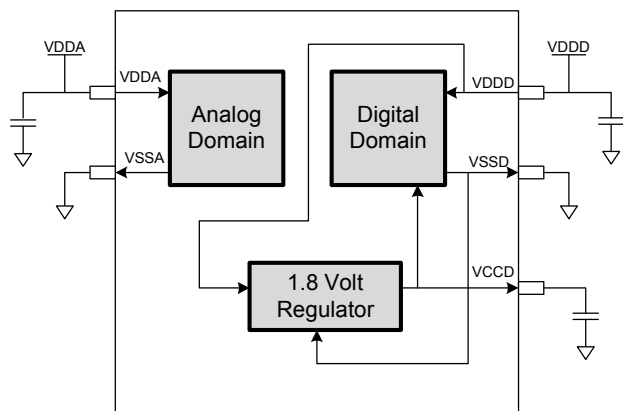 VDDA
VDDD
VDDA
Analog
Domain
Digital
Domain
VDDD
VSSA
VSSD
1.8 Volt
Regulator
VCCD